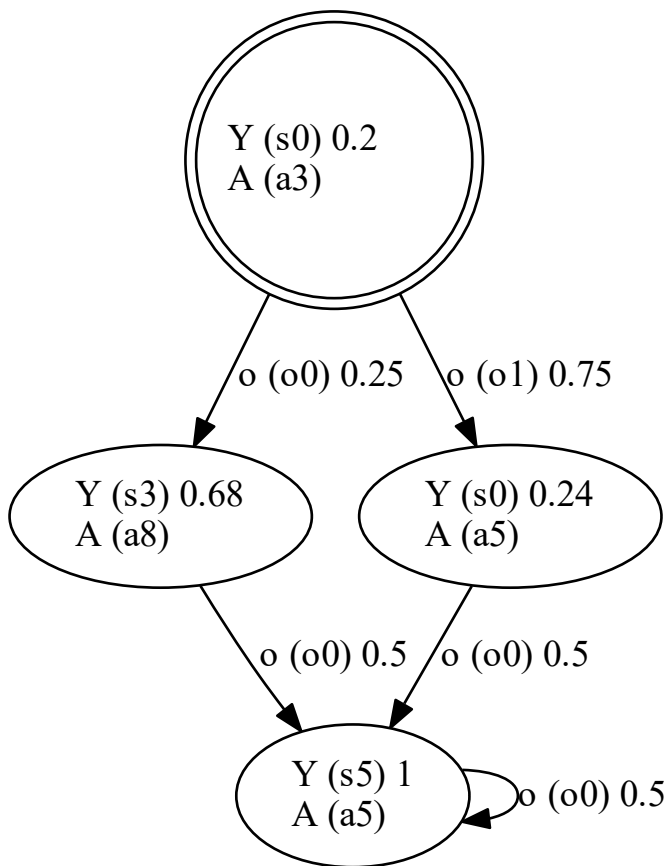 Y (s0) 0.2
A (a3)
o (o0) 0.25
o (o1) 0.75
Y (s3) 0.68
A (a8)
Y (s0) 0.24
A (a5)
o (o0) 0.5
o (o0) 0.5
Y (s5) 1
A (a5)
o (o0) 0.5